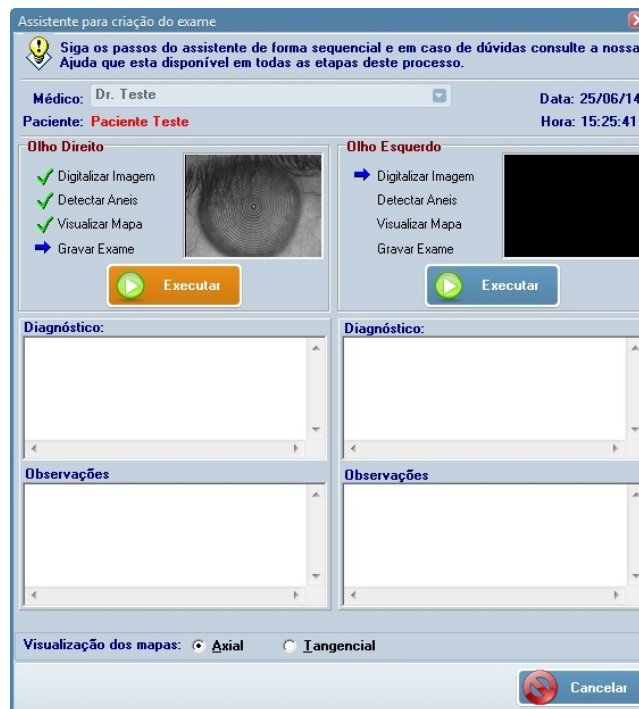 Assistente para criação do exame
Siga os passos do assistente de forma sequencial e em caso de dúvidas consulte a nossa
Ajuda que esta disponível em todas as etapas deste processo.
Médico: Dr. Teste
Data: 25/06/14
Paciente: Paciente Teste
Hora: 15:25:41
Olho Direito
Digitalizar Imagem
Detectar Aneis
Visualizar Mapa
Gravar Exame
Executar
Olho Esquerdo
Digitalizar Imagem
Detectar Aneis
Visualizar Mapa
Gravar Exame
Executar
Diagnóstico:
Diagnóstico:
Observações
Observações
Visualização dos mapas: Axial Tangencial
Cancelar